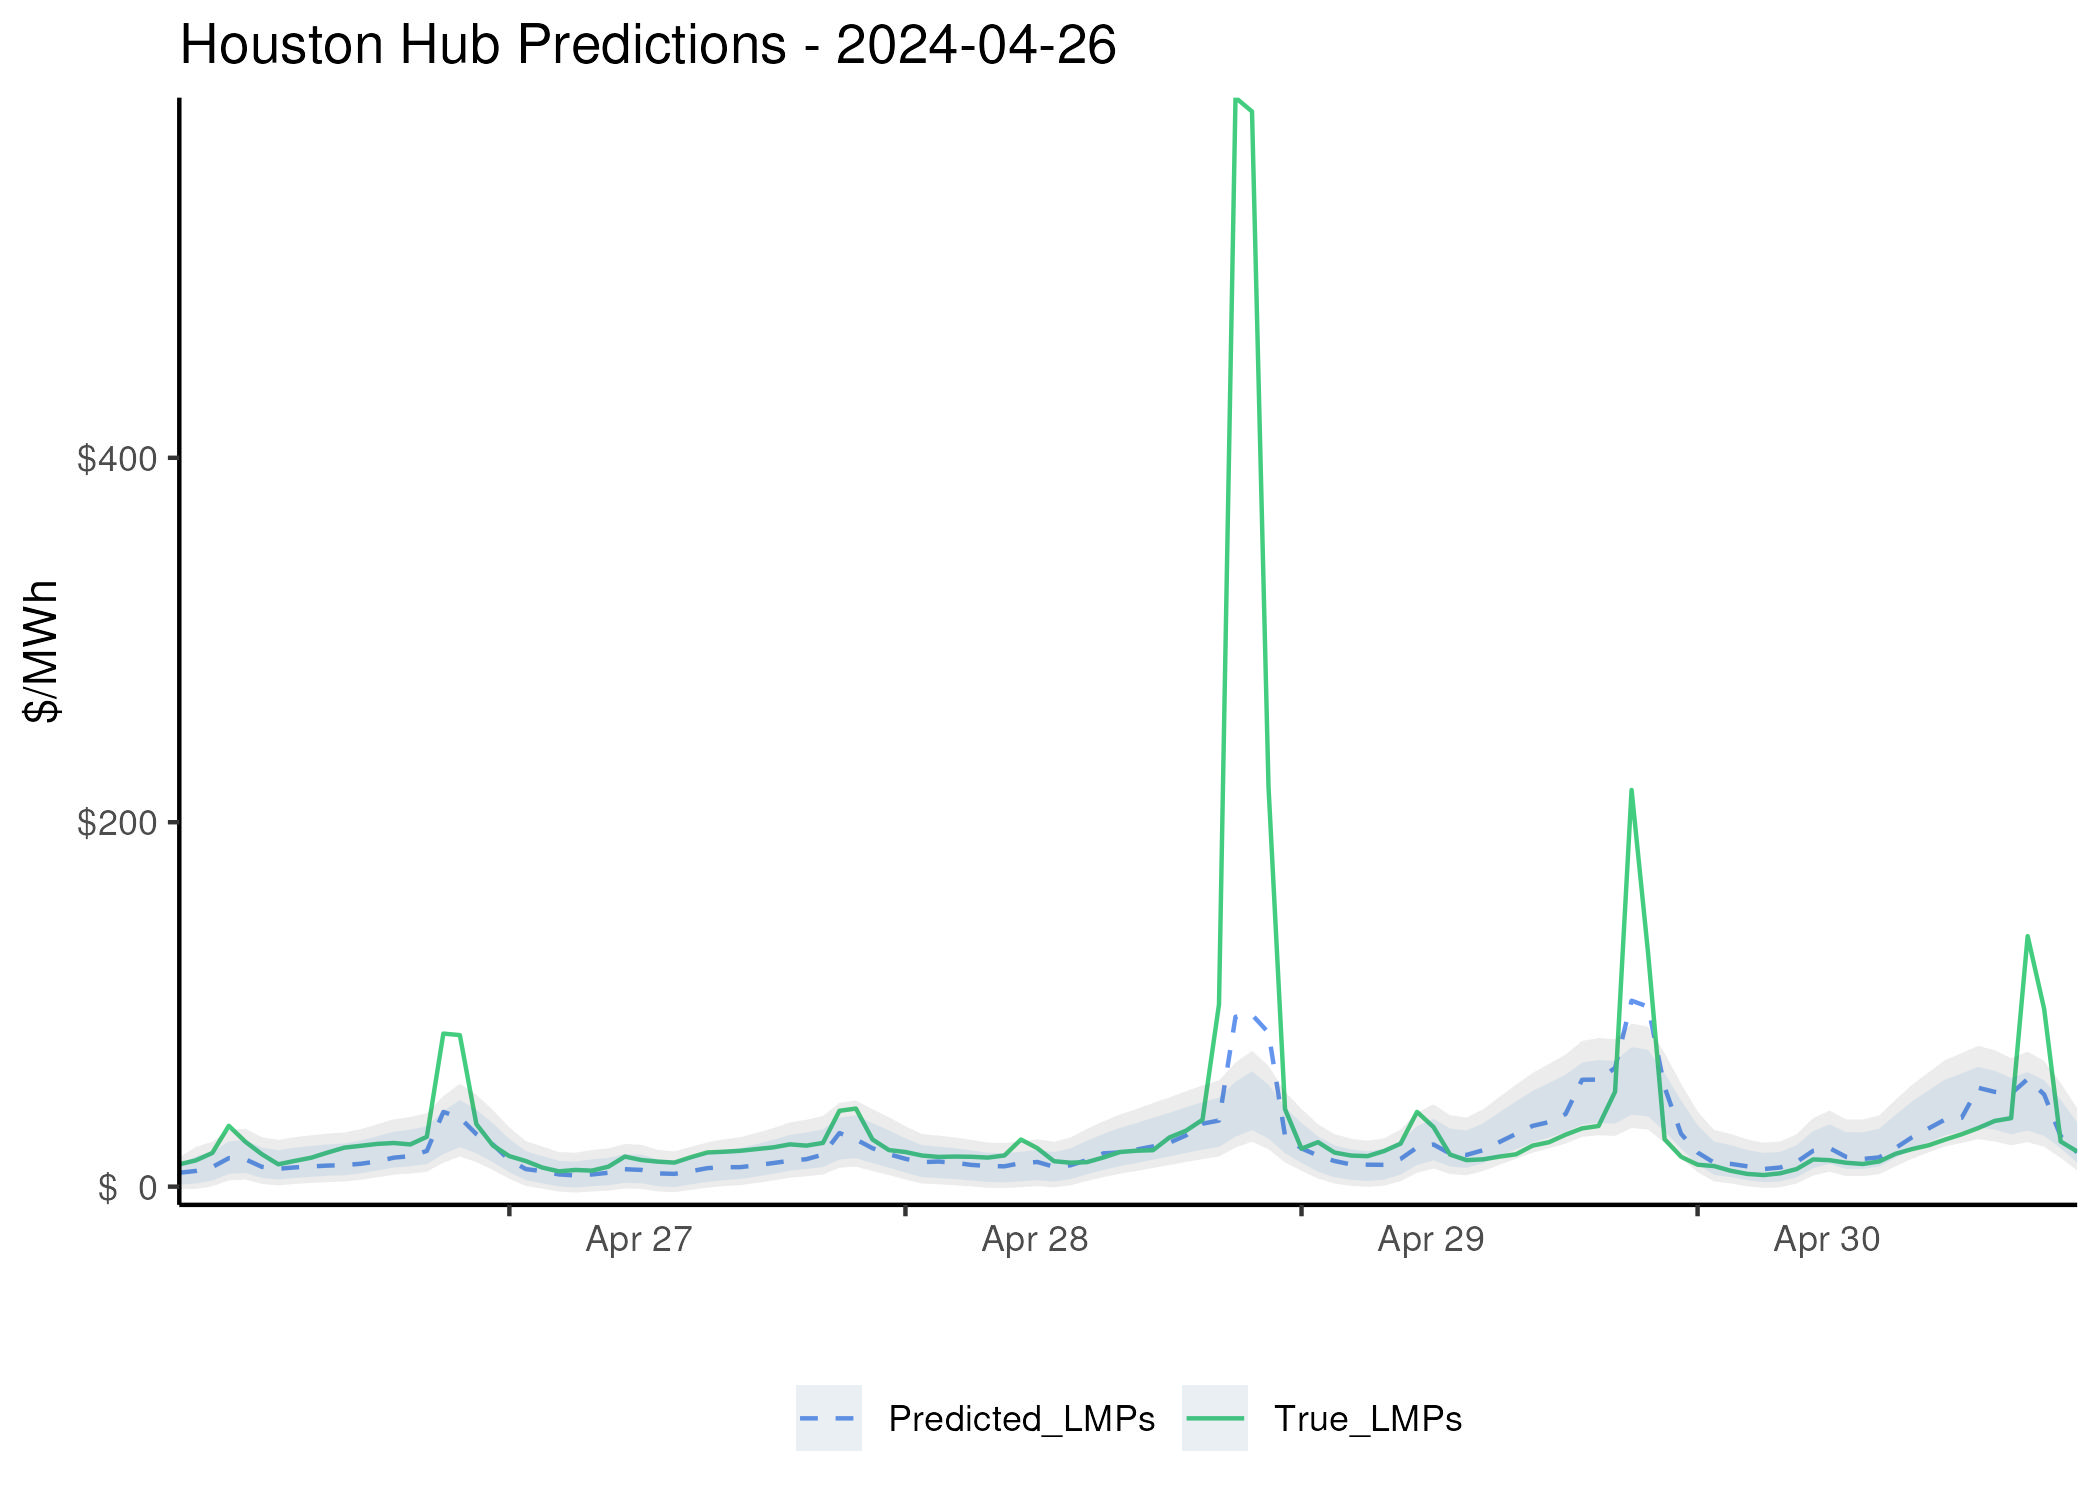 Houston Hub Predictions - 2024-04-26
$/MWh
$400
$200
$  0
Apr 27
Apr 28
Apr 29
Apr 30
Predicted_LMPs
True_LMPs